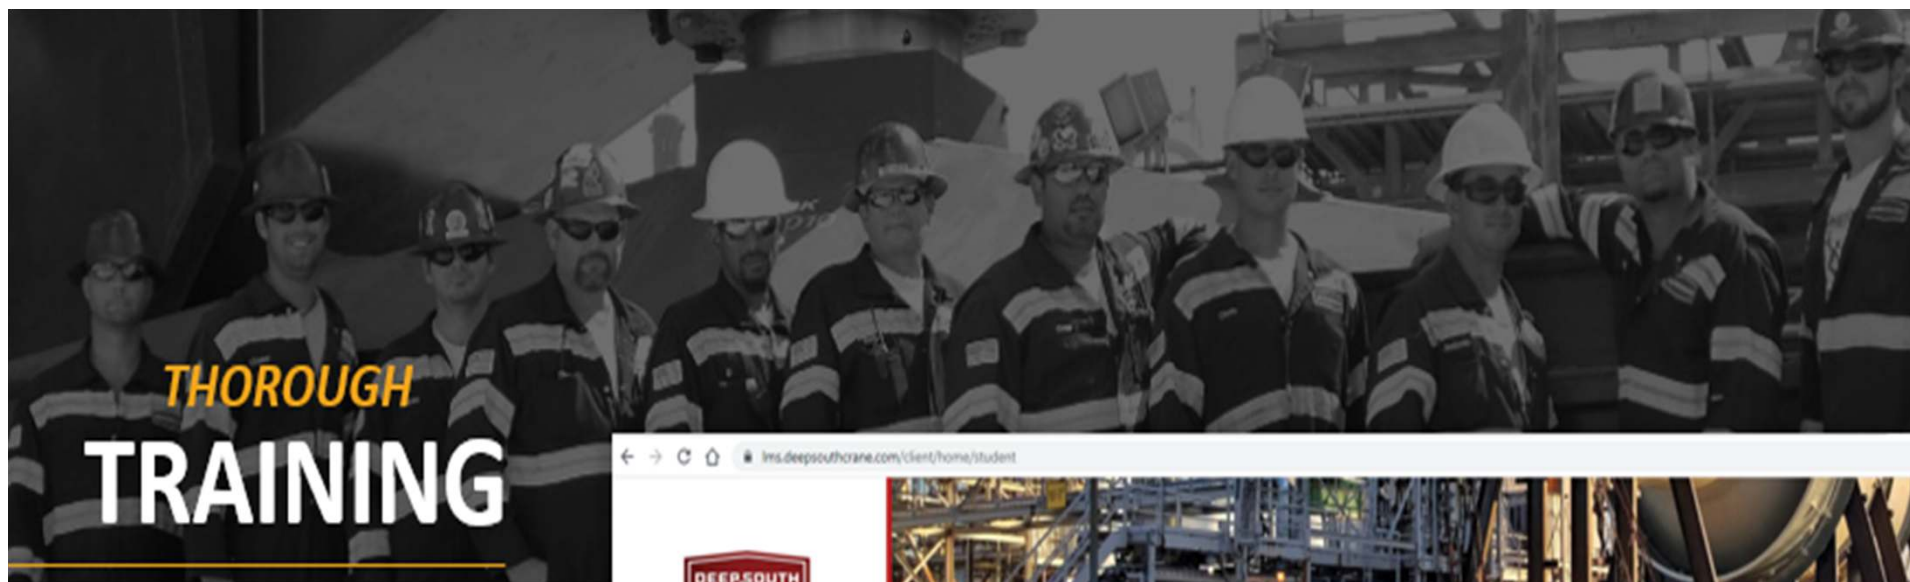 THOROUGH
TRAINING
lms.deepsouthcrane.com/client/home/student
DEEP SOUTH